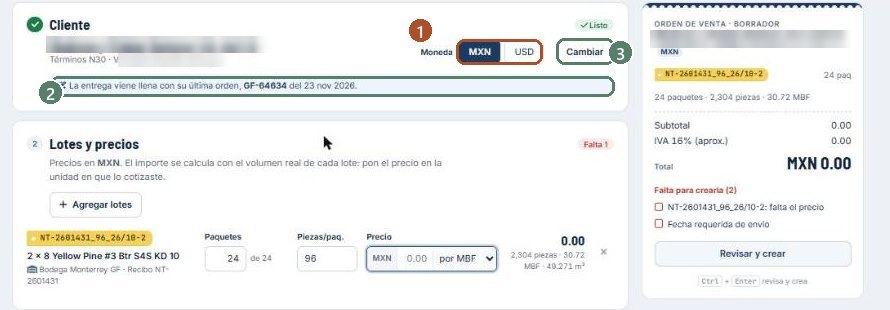 Cliente
Listo
1
Moneda MXN USD
Cambiar
3
Términos N30 ·
2
La entrega viene llena con su última orden, GF-64634 del 23 nov 2026.
2 Lotes y precios
Falta 1
Precios en MXN. El importe se calcula con el volumen real de cada lote: pon el precio en la
unidad en que lo cotizaste.
+ Agregar lotes
NT-2601431_96_26/10-2
2 × 8 Yellow Pine #3 Btr S4S KD 10
Bodega Monterrey GF · Recibo NT-
2601431
Paquetes
24 de 24
Piezas/paq.
96
Precio
MXN 0.00 por MBF
0.00
2,304 piezas · 30.72
MBF · 49.271 m³
×
ORDEN DE VENTA · BORRADOR
MXN
NT-2601431_96_26/10-2 24 paq
24 paquetes · 2,304 piezas · 30.72 MBF
Subtotal 0.00
IVA 16% (aprox.) 0.00
Total MXN 0.00
Falta para crearla (2)
NT-2601431_96_26/10-2: falta el precio
Fecha requerida de envío
Revisar y crear
Ctrl + Enter revisa y crea